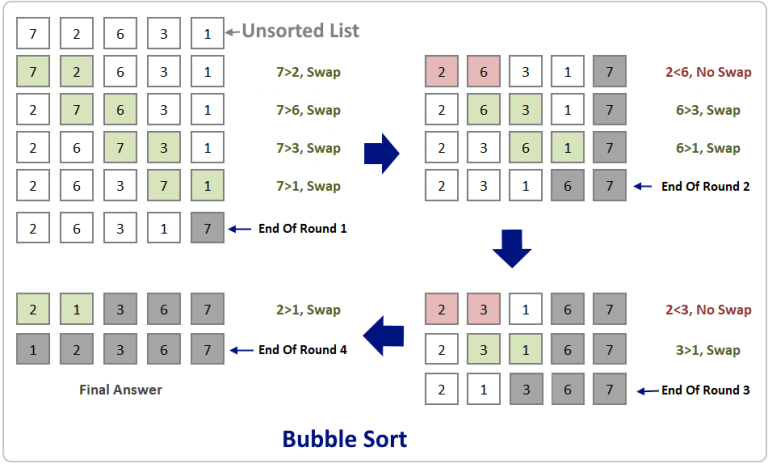 7 2 6 3 1 Unsorted List
7 2 6 3 1 7>2, Swap
2 7 6 3 1 7>6, Swap
2 6 7 3 1 7>3, Swap
2 6 3 7 1 7>1, Swap
2 6 3 1 7 End Of Round 1
2 6 3 1 7 2<6, No Swap
2 6 3 1 7 6>3, Swap
2 3 6 1 7 6>1, Swap
2 3 1 6 7 End Of Round 2
2 3 1 6 7 2<3, No Swap
2 3 1 6 7 3>1, Swap
2 1 3 6 7 End Of Round 3
2 1 3 6 7 2>1, Swap
1 2 3 6 7 End Of Round 4
Final Answer
Bubble Sort